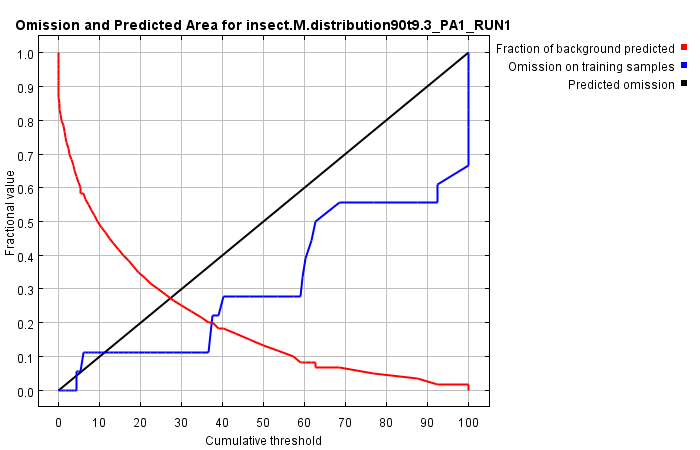 Omission and Predicted Area for insect.M.distribution90t9.3_PA1_RUN1
Fraction of background predicted
Omission on training samples
Predicted omission
1.0
0.9
0.8
0.7
0.6
0.5
0.4
0.3
0.2
0.1
0.0
Fractional value
0 10 20 30 40 50 60 70 80 90 100
Cumulative threshold